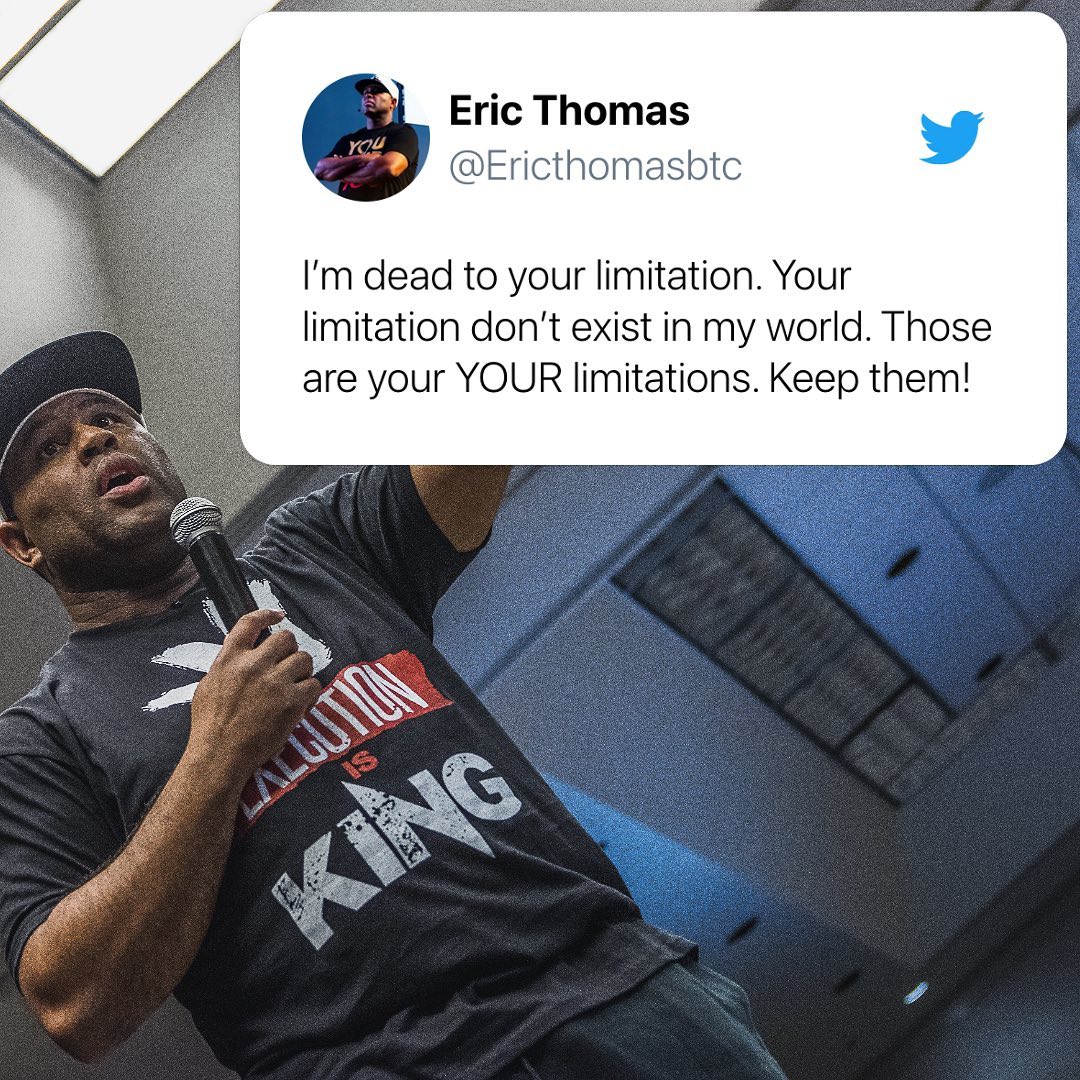 Eric Thomas
@Ericthomasbtc
I’m dead to your limitation. Your
limitation don’t exist in my world. Those
are your YOUR limitations. Keep them!
YOU
EXECUTION
IS
KING